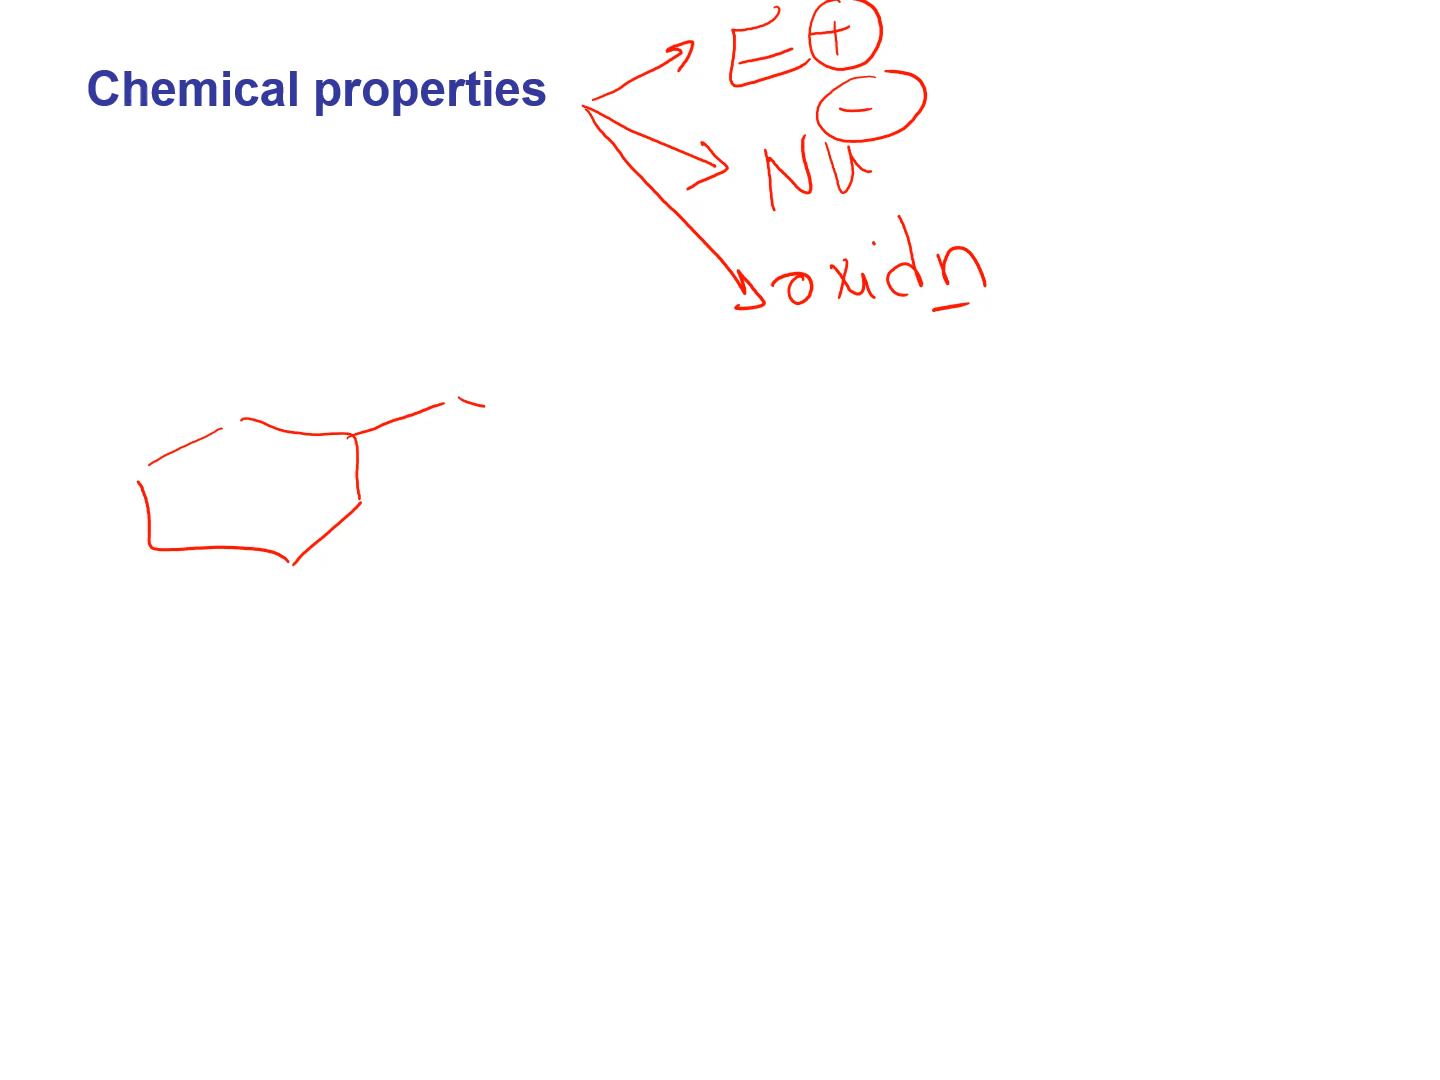 Chemical properties
E⊕
Nu⊖
oxidn